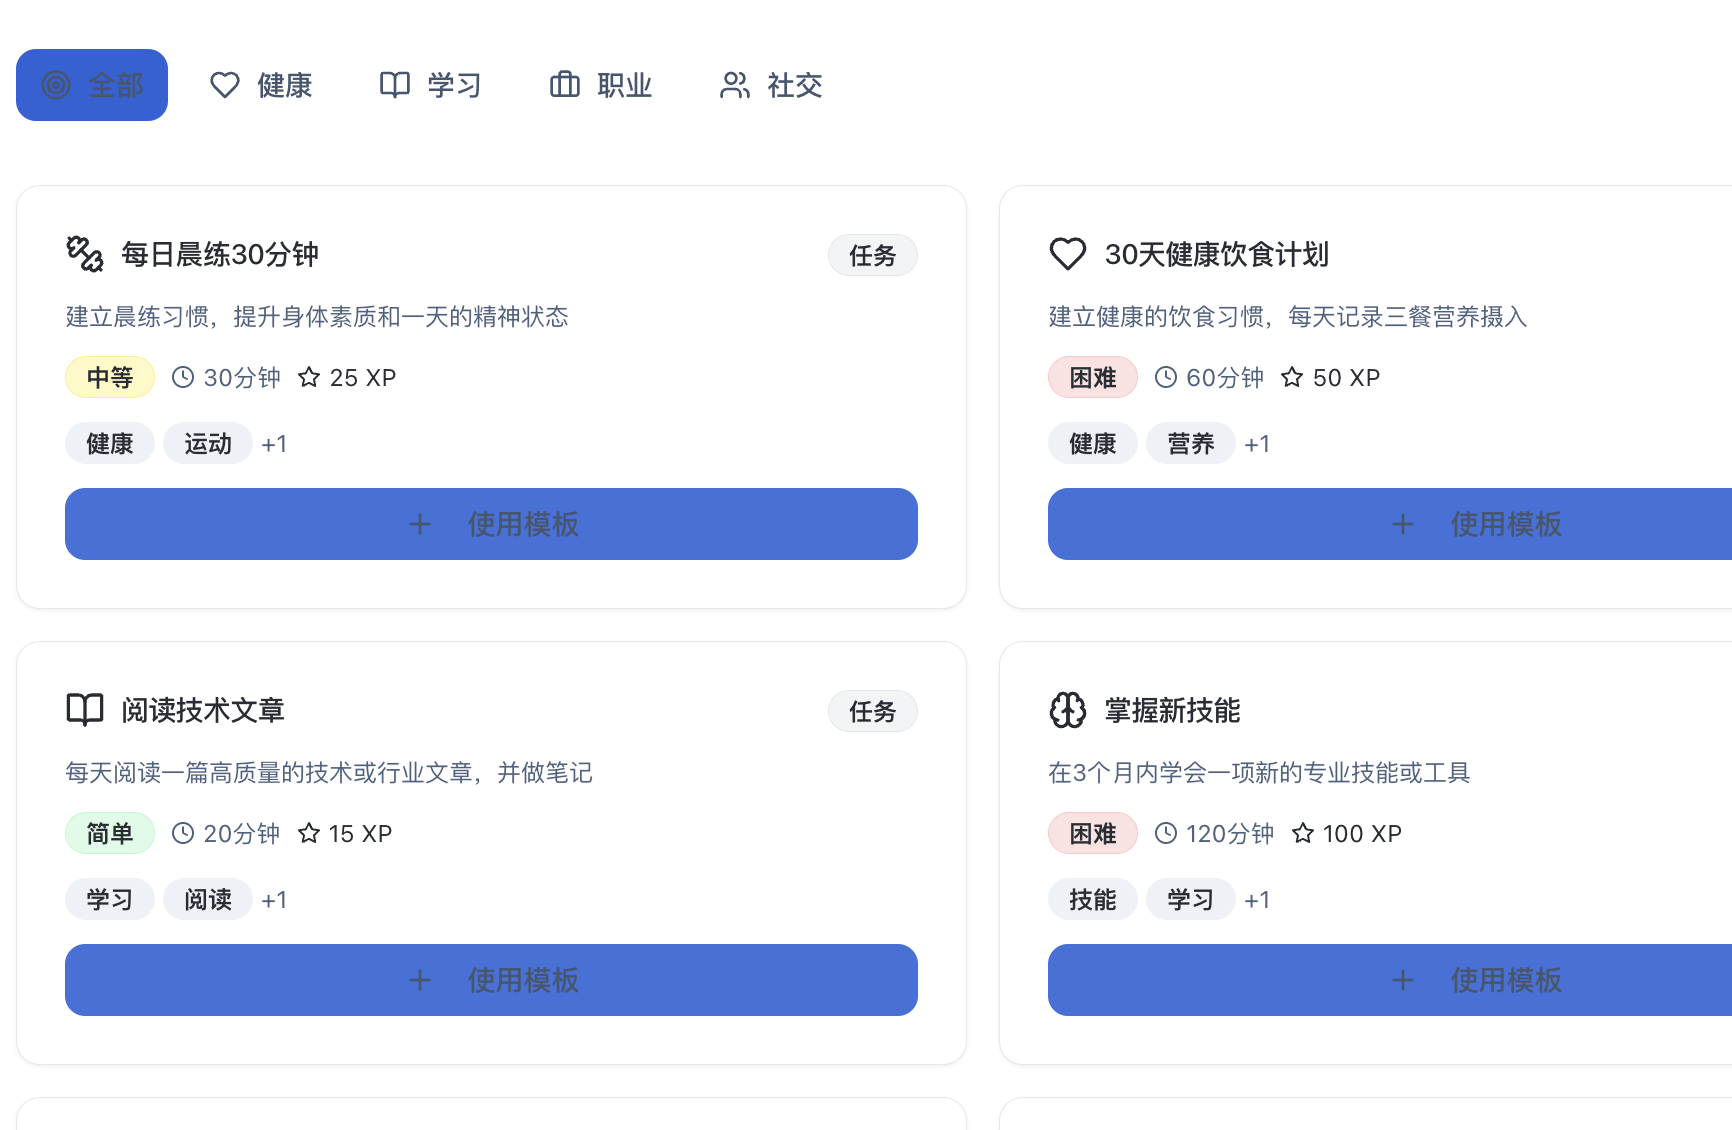 全部 健康 学习 职业 社交
每日晨练30分钟 任务
建立晨练习惯，提升身体素质和一天的精神状态
中等 30分钟 25 XP
健康 运动 +1
+ 使用模板
30天健康饮食计划
建立健康的饮食习惯，每天记录三餐营养摄入
困难 60分钟 50 XP
健康 营养 +1
+ 使用模板
阅读技术文章 任务
每天阅读一篇高质量的技术或行业文章，并做笔记
简单 20分钟 15 XP
学习 阅读 +1
+ 使用模板
掌握新技能
在3个月内学会一项新的专业技能或工具
困难 120分钟 100 XP
技能 学习 +1
+ 使用模板